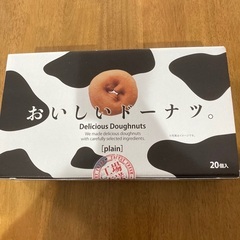 おいしいドーナツ。
Delicious Doughnuts
We made delicious doughnuts
with carefully selected ingredients.
[plain]
20個入